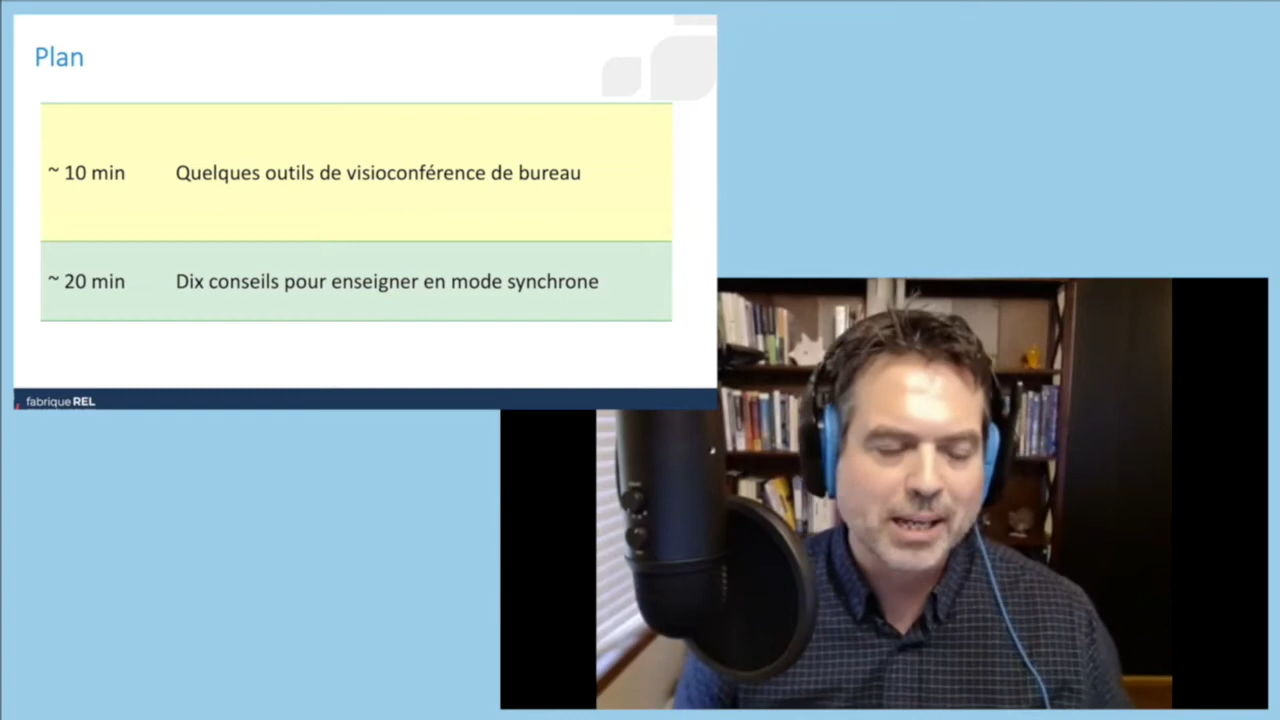 Plan
~ 10 min Quelques outils de visioconférence de bureau
~ 20 min Dix conseils pour enseigner en mode synchrone
fabrique REL